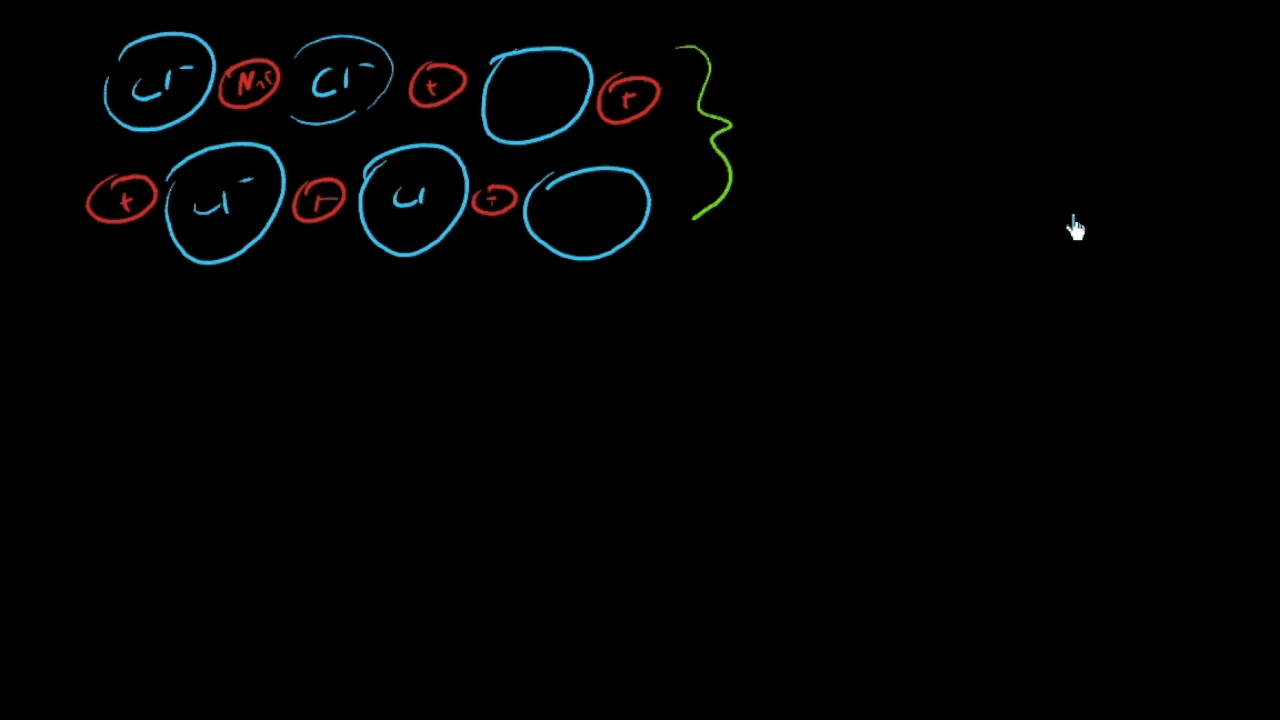 Cl⁻ Na⁺ Cl⁻ + +
+ Cl⁻ + Cl +